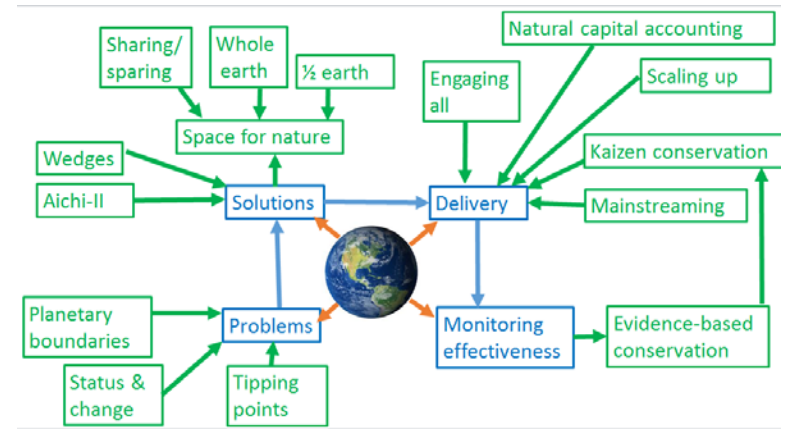 Natural capital accounting
Sharing/
sparing
Whole
earth
½ earth
Engaging
all
Scaling up
Space for nature
Kaizen conservation
Wedges
Aichi-II
Solutions
Delivery
Mainstreaming
Planetary
boundaries
Problems
Monitoring
effectiveness
Evidence-based
conservation
Status &
change
Tipping
points